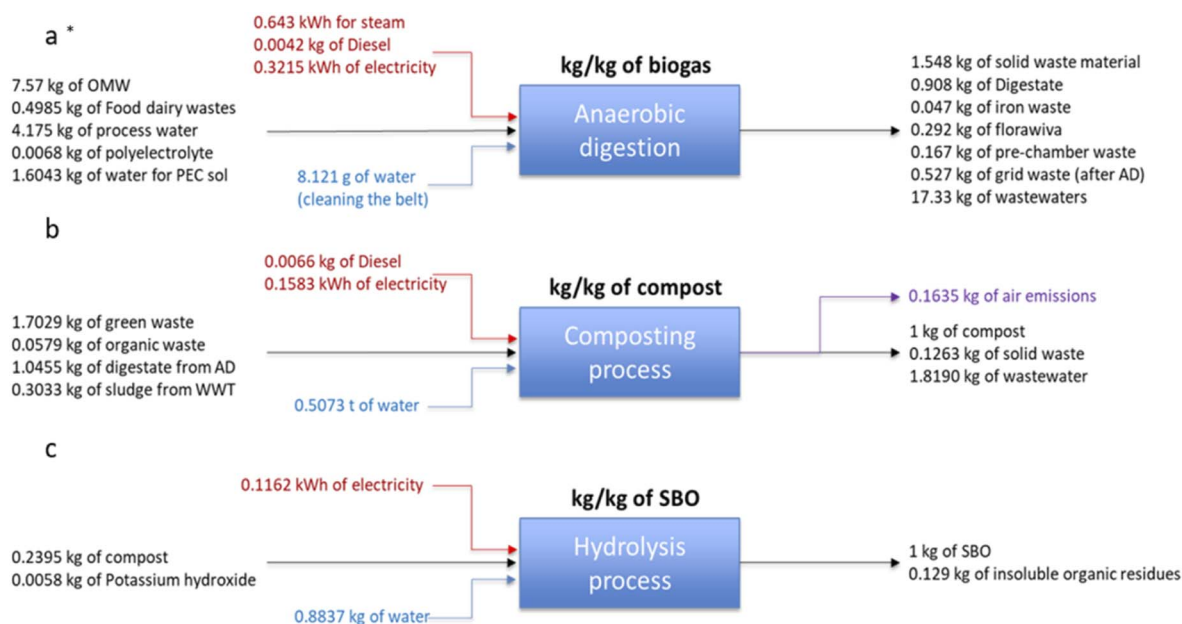 a *
0.643 kWh for steam
0.0042 kg of Diesel
0.3215 kWh of electricity
7.57 kg of OMW
0.4985 kg of Food dairy wastes
4.175 kg of process water
0.0068 kg of polyelectrolyte
1.6043 kg of water for PEC sol
8.121 g of water
(cleaning the belt)
kg/kg of biogas
Anaerobic
digestion
1.548 kg of solid waste material
0.908 kg of Digestate
0.047 kg of iron waste
0.292 kg of florawiva
0.167 kg of pre-chamber waste
0.527 kg of grid waste (after AD)
17.33 kg of wastewaters
b
0.0066 kg of Diesel
0.1583 kWh of electricity
1.7029 kg of green waste
0.0579 kg of organic waste
1.0455 kg of digestate from AD
0.3033 kg of sludge from WWT
0.5073 t of water
kg/kg of compost
Composting
process
0.1635 kg of air emissions
1 kg of compost
0.1263 kg of solid waste
1.8190 kg of wastewater
c
0.1162 kWh of electricity
0.2395 kg of compost
0.0058 kg of Potassium hydroxide
0.8837 kg of water
kg/kg of SBO
Hydrolysis
process
1 kg of SBO
0.129 kg of insoluble organic residues